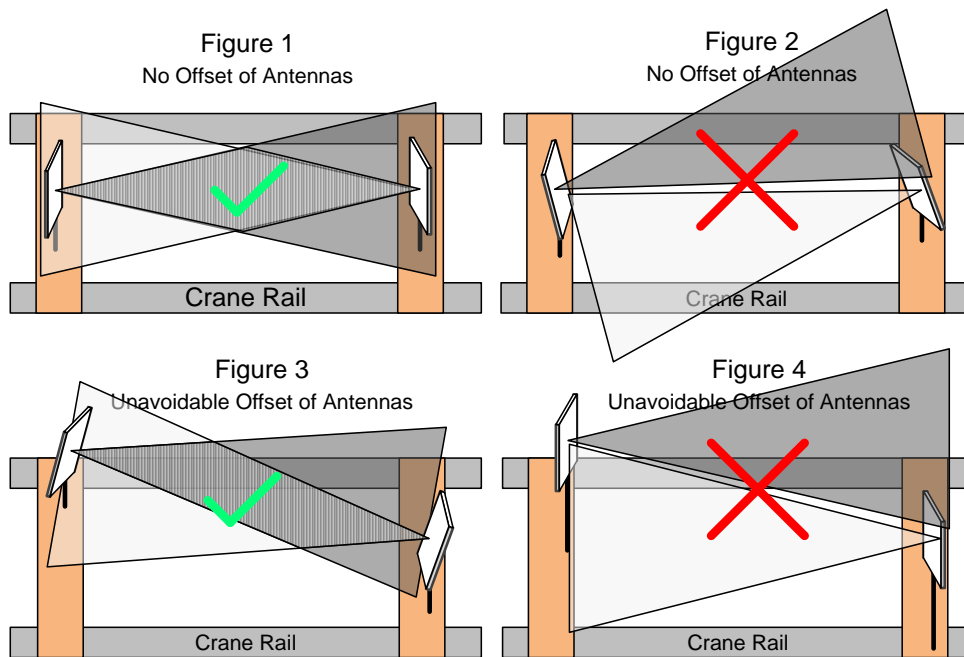 Figure 1
No Offset of Antennas
Crane Rail
Figure 2
No Offset of Antennas
Crane Rail
Figure 3
Unavoidable Offset of Antennas
Crane Rail
Figure 4
Unavoidable Offset of Antennas
Crane Rail